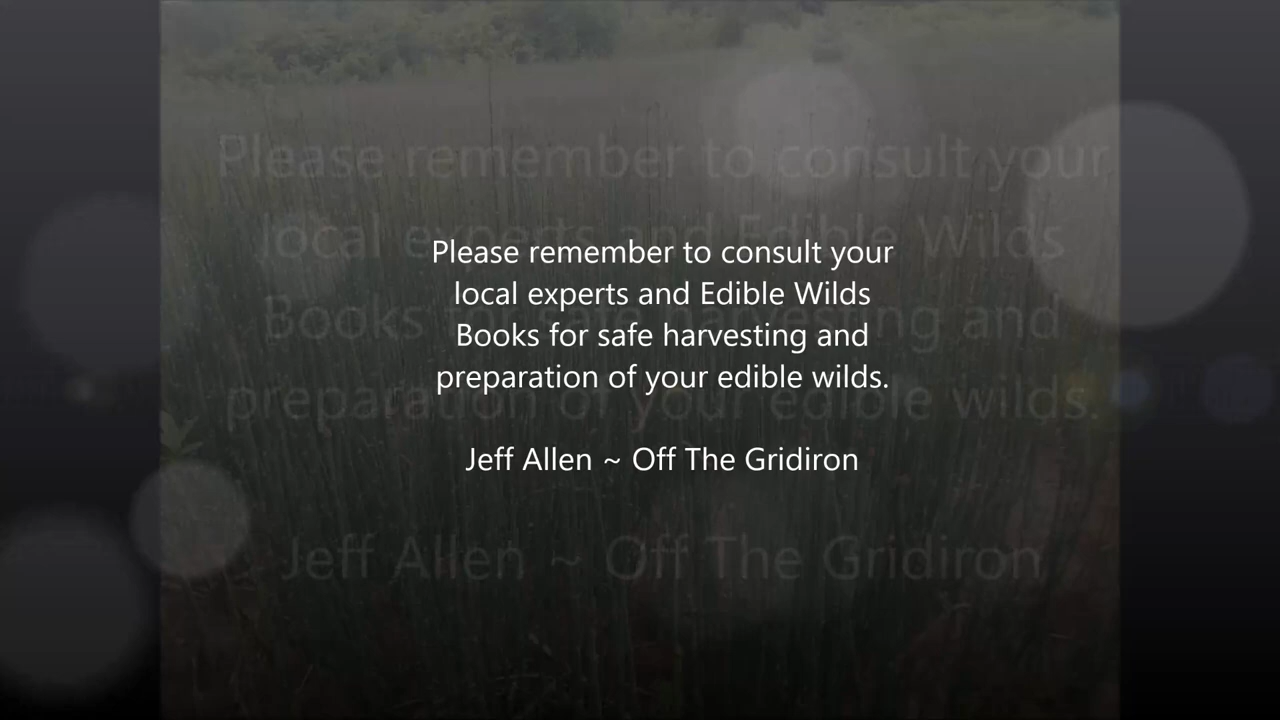 Please remember to consult your
local experts and Edible Wilds
Books for safe harvesting and
preparation of your edible wilds.
Jeff Allen ~ Off The Gridiron